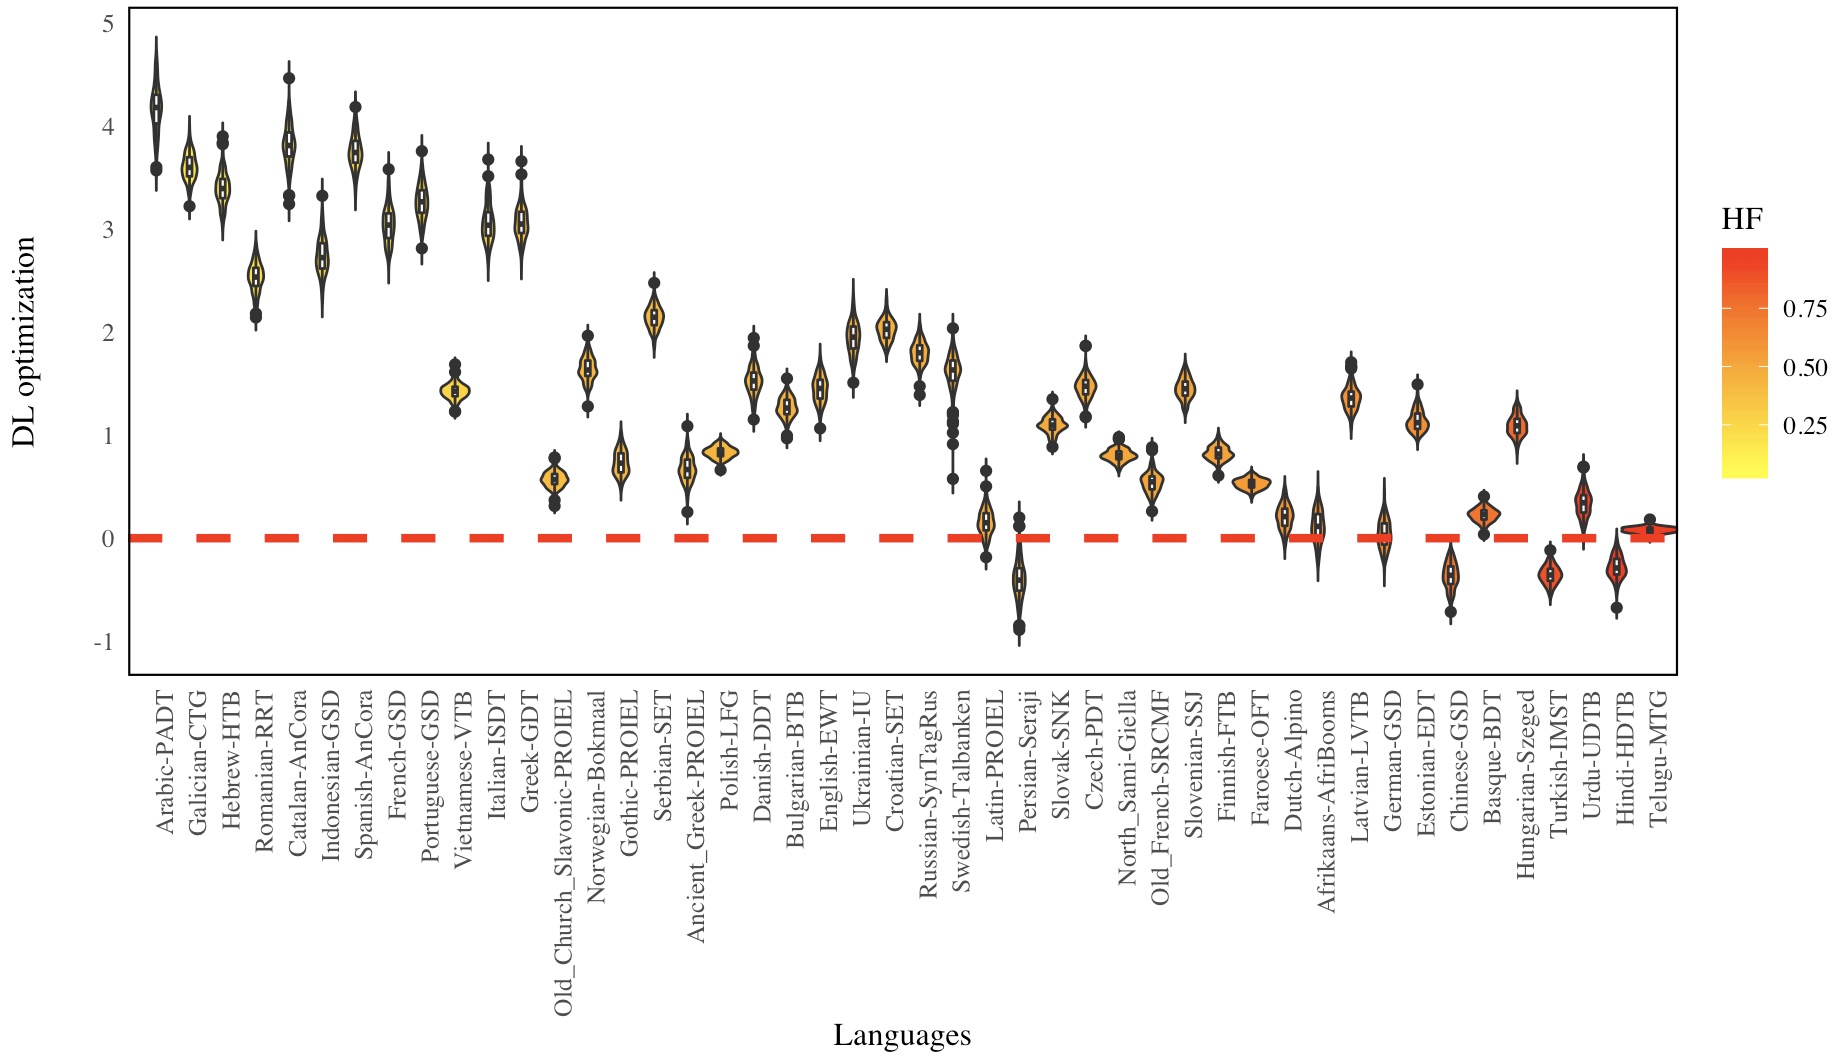 5
4
3
2
1
0
-1
DL optimization
HF
0.75
0.50
0.25
Arabic-PADT
Galician-CTG
Hebrew-HTB
Romanian-RRT
Catalan-AnCora
Indonesian-GSD
Spanish-AnCora
French-GSD
Portuguese-GSD
Vietnamese-VTB
Italian-ISDT
Greek-GDT
Old_Church_Slavonic-PROIEL
Norwegian-Bokmaal
Gothic-PROIEL
Serbian-SET
Ancient_Greek-PROIEL
Polish-LFG
Danish-DDT
Bulgarian-BTB
English-EWT
Ukrainian-IU
Croatian-SET
Russian-SynTagRus
Swedish-Talbanken
Latin-PROIEL
Persian-Seraji
Slovak-SNK
Czech-PDT
North_Sami-Giella
Old_French-SRCMF
Slovenian-SSJ
Finnish-FTB
Faroese-OFT
Dutch-Alpino
Afrikaans-AfriBooms
Latvian-LVTB
German-GSD
Estonian-EDT
Chinese-GSD
Basque-BDT
Hungarian-Szeged
Turkish-IMST
Urdu-UDTB
Hindi-HDTB
Telugu-MTG
Languages